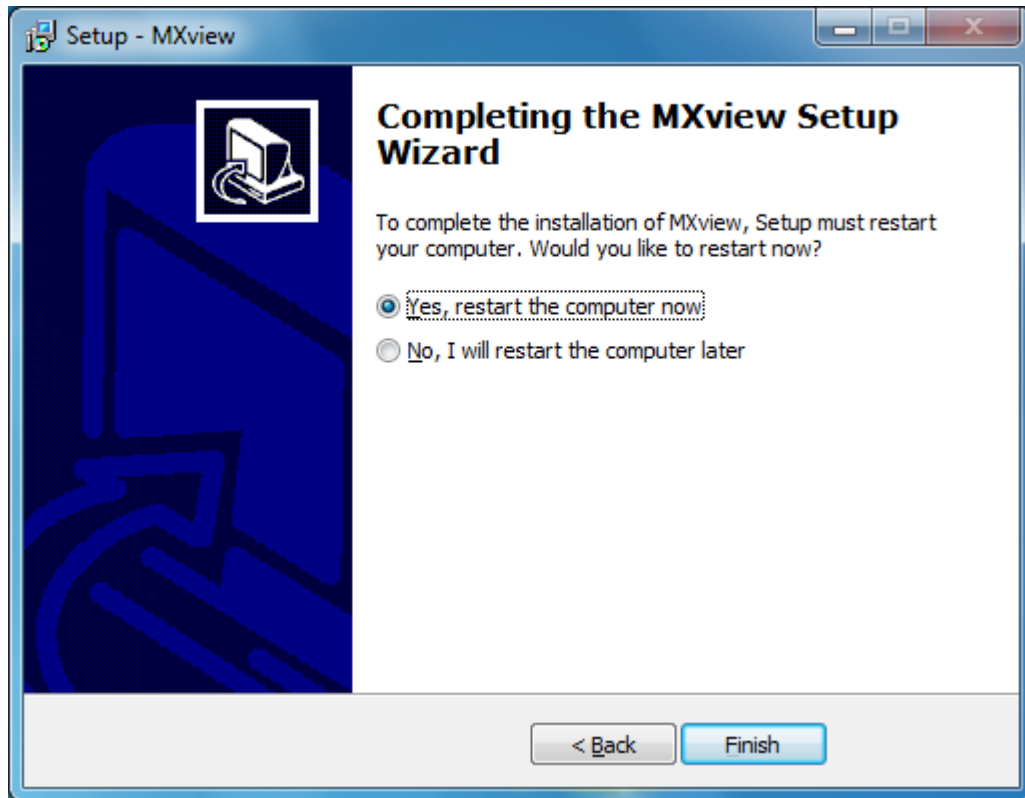 Setup - MXview
Completing the MXview Setup
Wizard
To complete the installation of MXview, Setup must restart
your computer. Would you like to restart now?
Yes, restart the computer now
No, I will restart the computer later
< Back
Finish